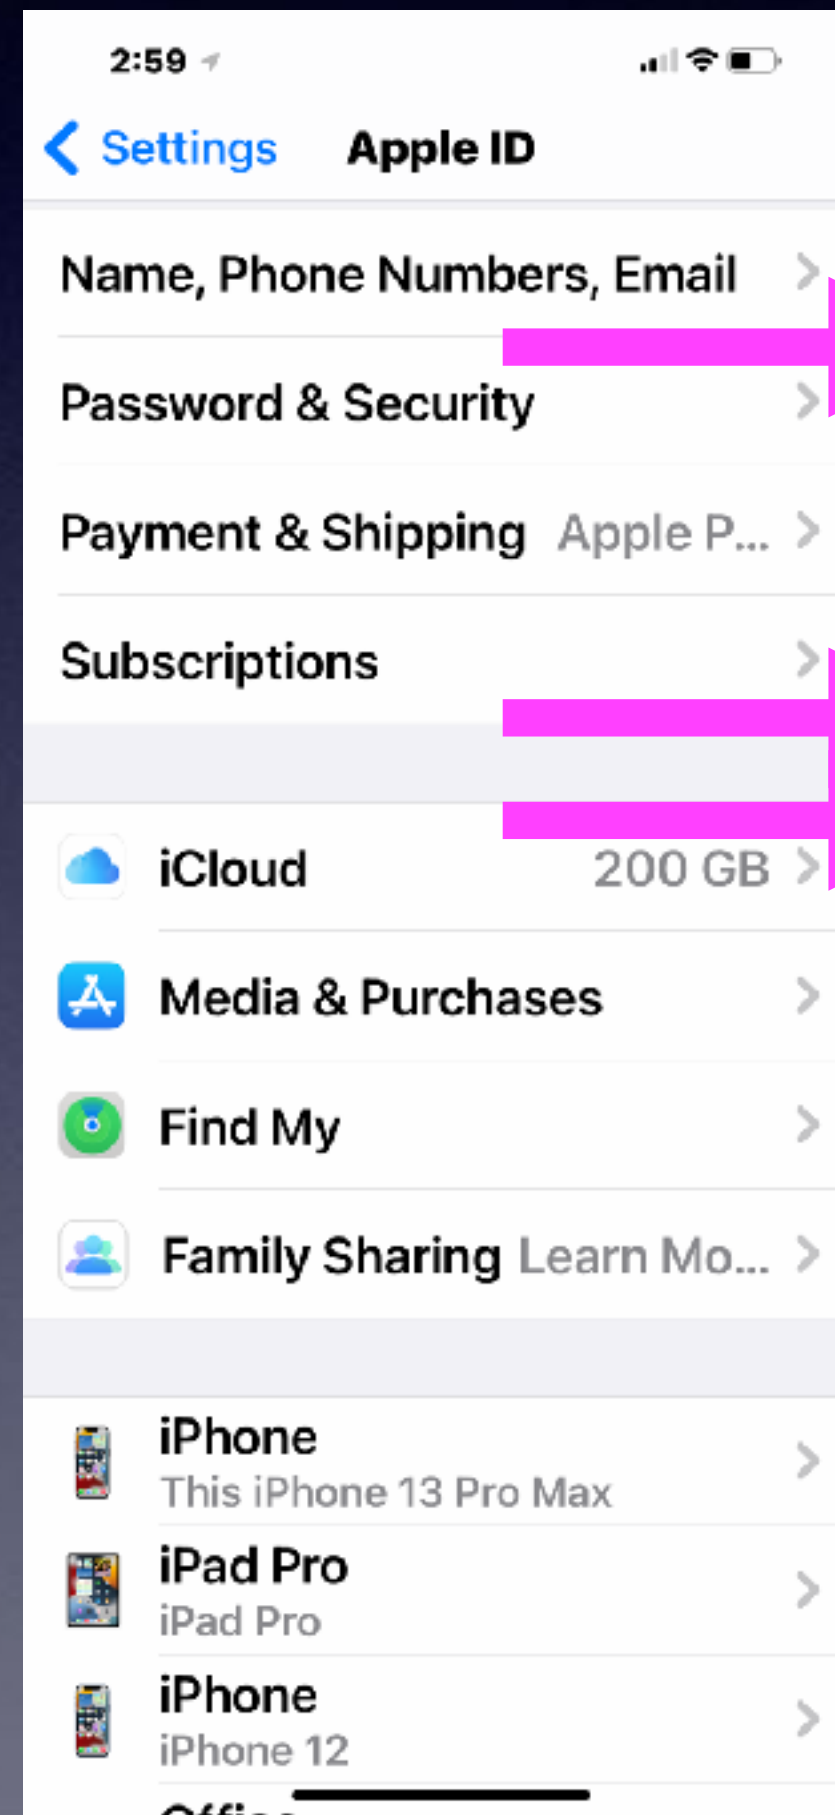 2:59
Settings Apple ID
Name, Phone Numbers, Email
Password & Security
Payment & Shipping Apple P...
Subscriptions
iCloud 200 GB
Media & Purchases
Find My
Family Sharing Learn Mo...
iPhone
This iPhone 13 Pro Max
iPad Pro
iPad Pro
iPhone
iPhone 12